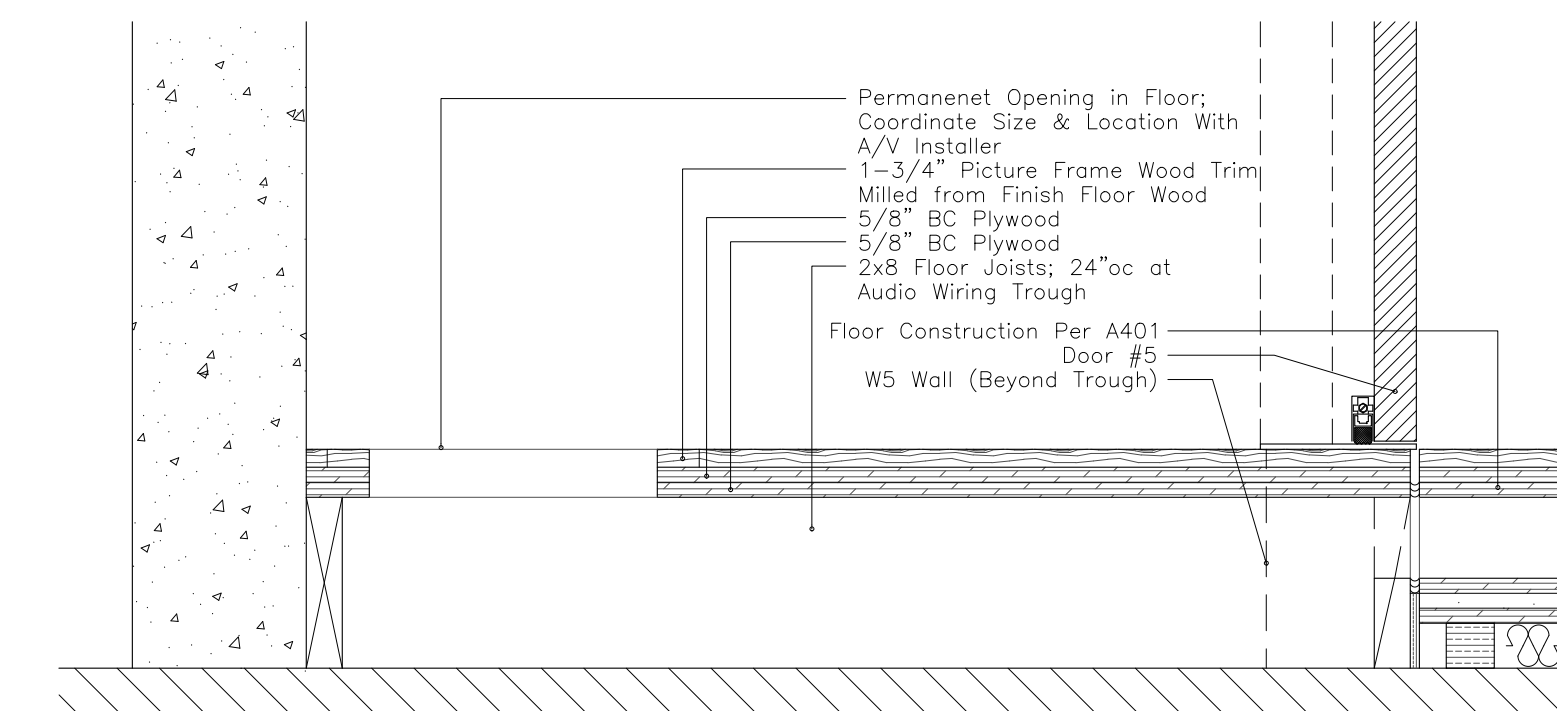 Permanenet Opening in Floor;
Coordinate Size & Location With
A/V Installer
1-3/4" Picture Frame Wood Trim
Milled from Finish Floor Wood
5/8" BC Plywood
5/8" BC Plywood
2x8 Floor Joists; 24"oc at
Audio Wiring Trough
Floor Construction Per A401
Door #5
W5 Wall (Beyond Trough)